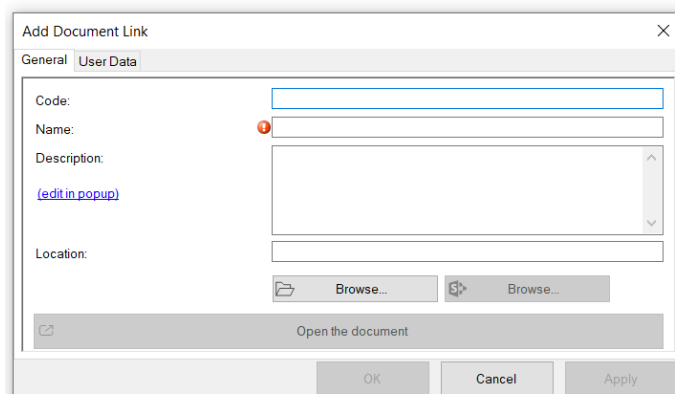 Add Document Link
General User Data
Code:
Name:
Description:
(edit in popup)
Location:
Browse... Browse...
Open the document
OK Cancel Apply